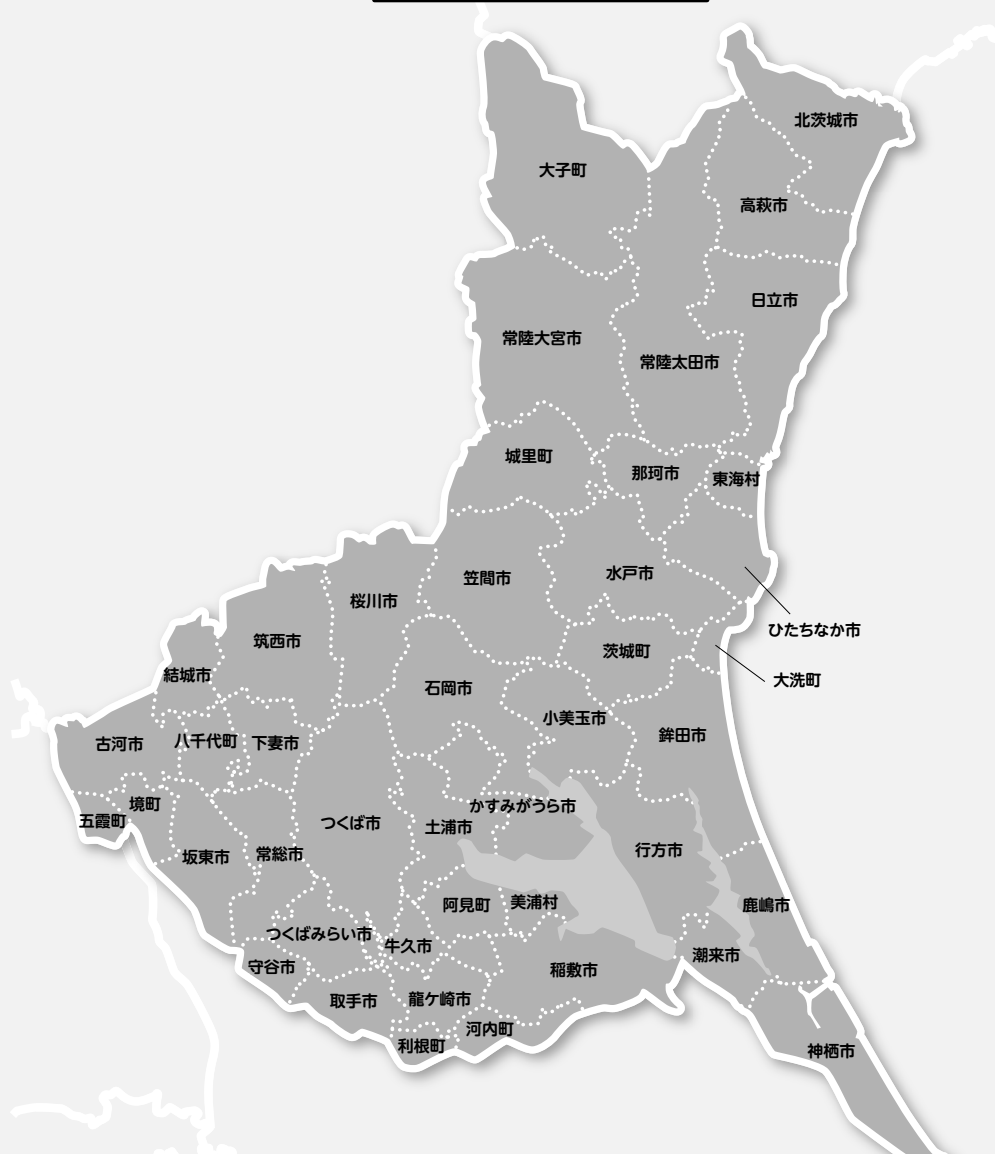 北茨城市
大子町
高萩市
日立市
常陸大宮市
常陸太田市
城里町
那珂市
東海村
笠間市
水戸市
桜川市
ひたちなか市
筑西市
茨城町
結城市
石岡市
大洗町
小美玉市
鉾田市
古河市
八千代町
下妻市
境町
かすみがうら市
五霞町
つくば市
土浦市
坂東市
常総市
行方市
阿見町
美浦村
鹿嶋市
つくばみらい市
牛久市
潮来市
守谷市
稲敷市
取手市
龍ケ崎市
河内町
利根町
神栖市